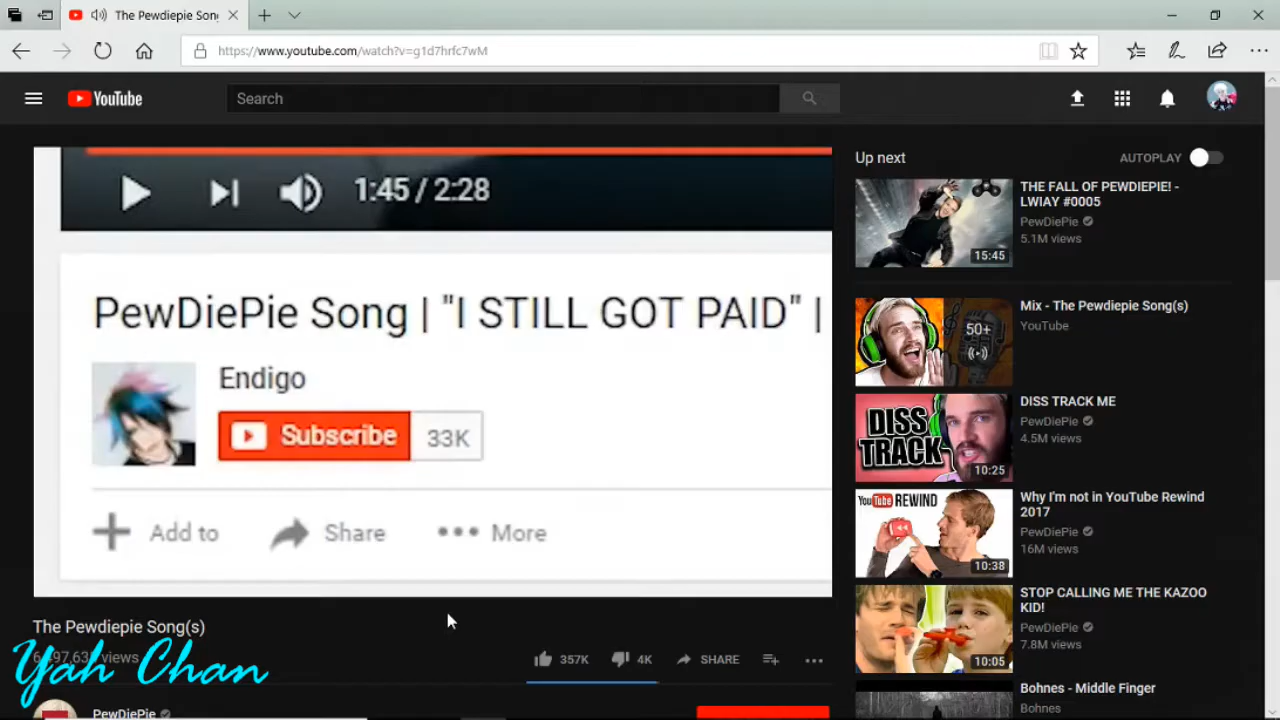 The Pewdiepie Song
https://www.youtube.com/watch?v=g1d7hrfc7wM
YouTube
Search
1:45 / 2:28
PewDiePie Song | "I STILL GOT PAID" |
Endigo
Subscribe 33K
Add to Share More
The Pewdiepie Song(s)
views
Yah Chan
357K 4K SHARE
PewDiePie
Up next AUTOPLAY
15:45
THE FALL OF PEWDIEPIE! -
LWIAY #0005
PewDiePie
5.1M views
50+
Mix - The Pewdiepie Song(s)
YouTube
DISS
TRACK
10:25
DISS TRACK ME
PewDiePie
4.5M views
YouTube REWIND
10:38
Why I'm not in YouTube Rewind
2017
PewDiePie
16M views
10:05
STOP CALLING ME THE KAZOO
KID!
PewDiePie
7.8M views
Bohnes - Middle Finger
Bohnes